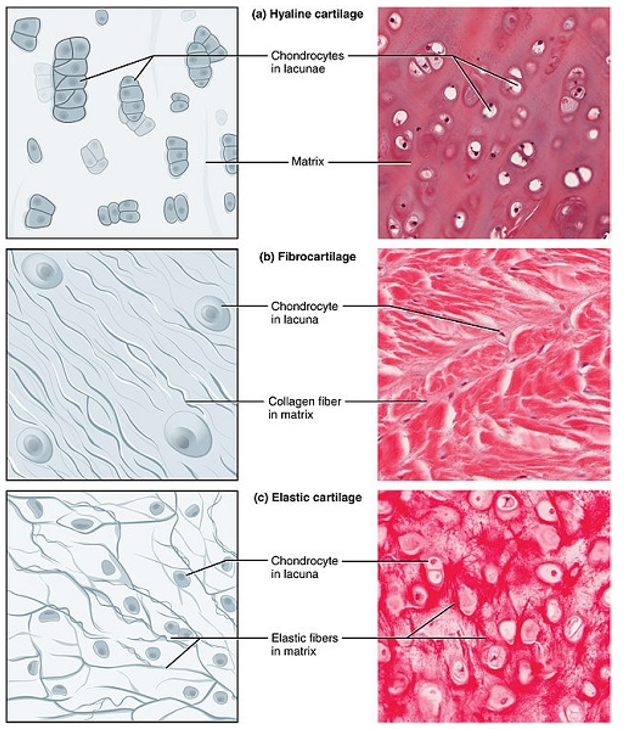 (a) Hyaline cartilage
Chondrocytes
in lacunae
Matrix
(b) Fibrocartilage
Chondrocyte
in lacuna
Collagen fiber
in matrix
(c) Elastic cartilage
Chondrocyte
in lacuna
Elastic fibers
in matrix